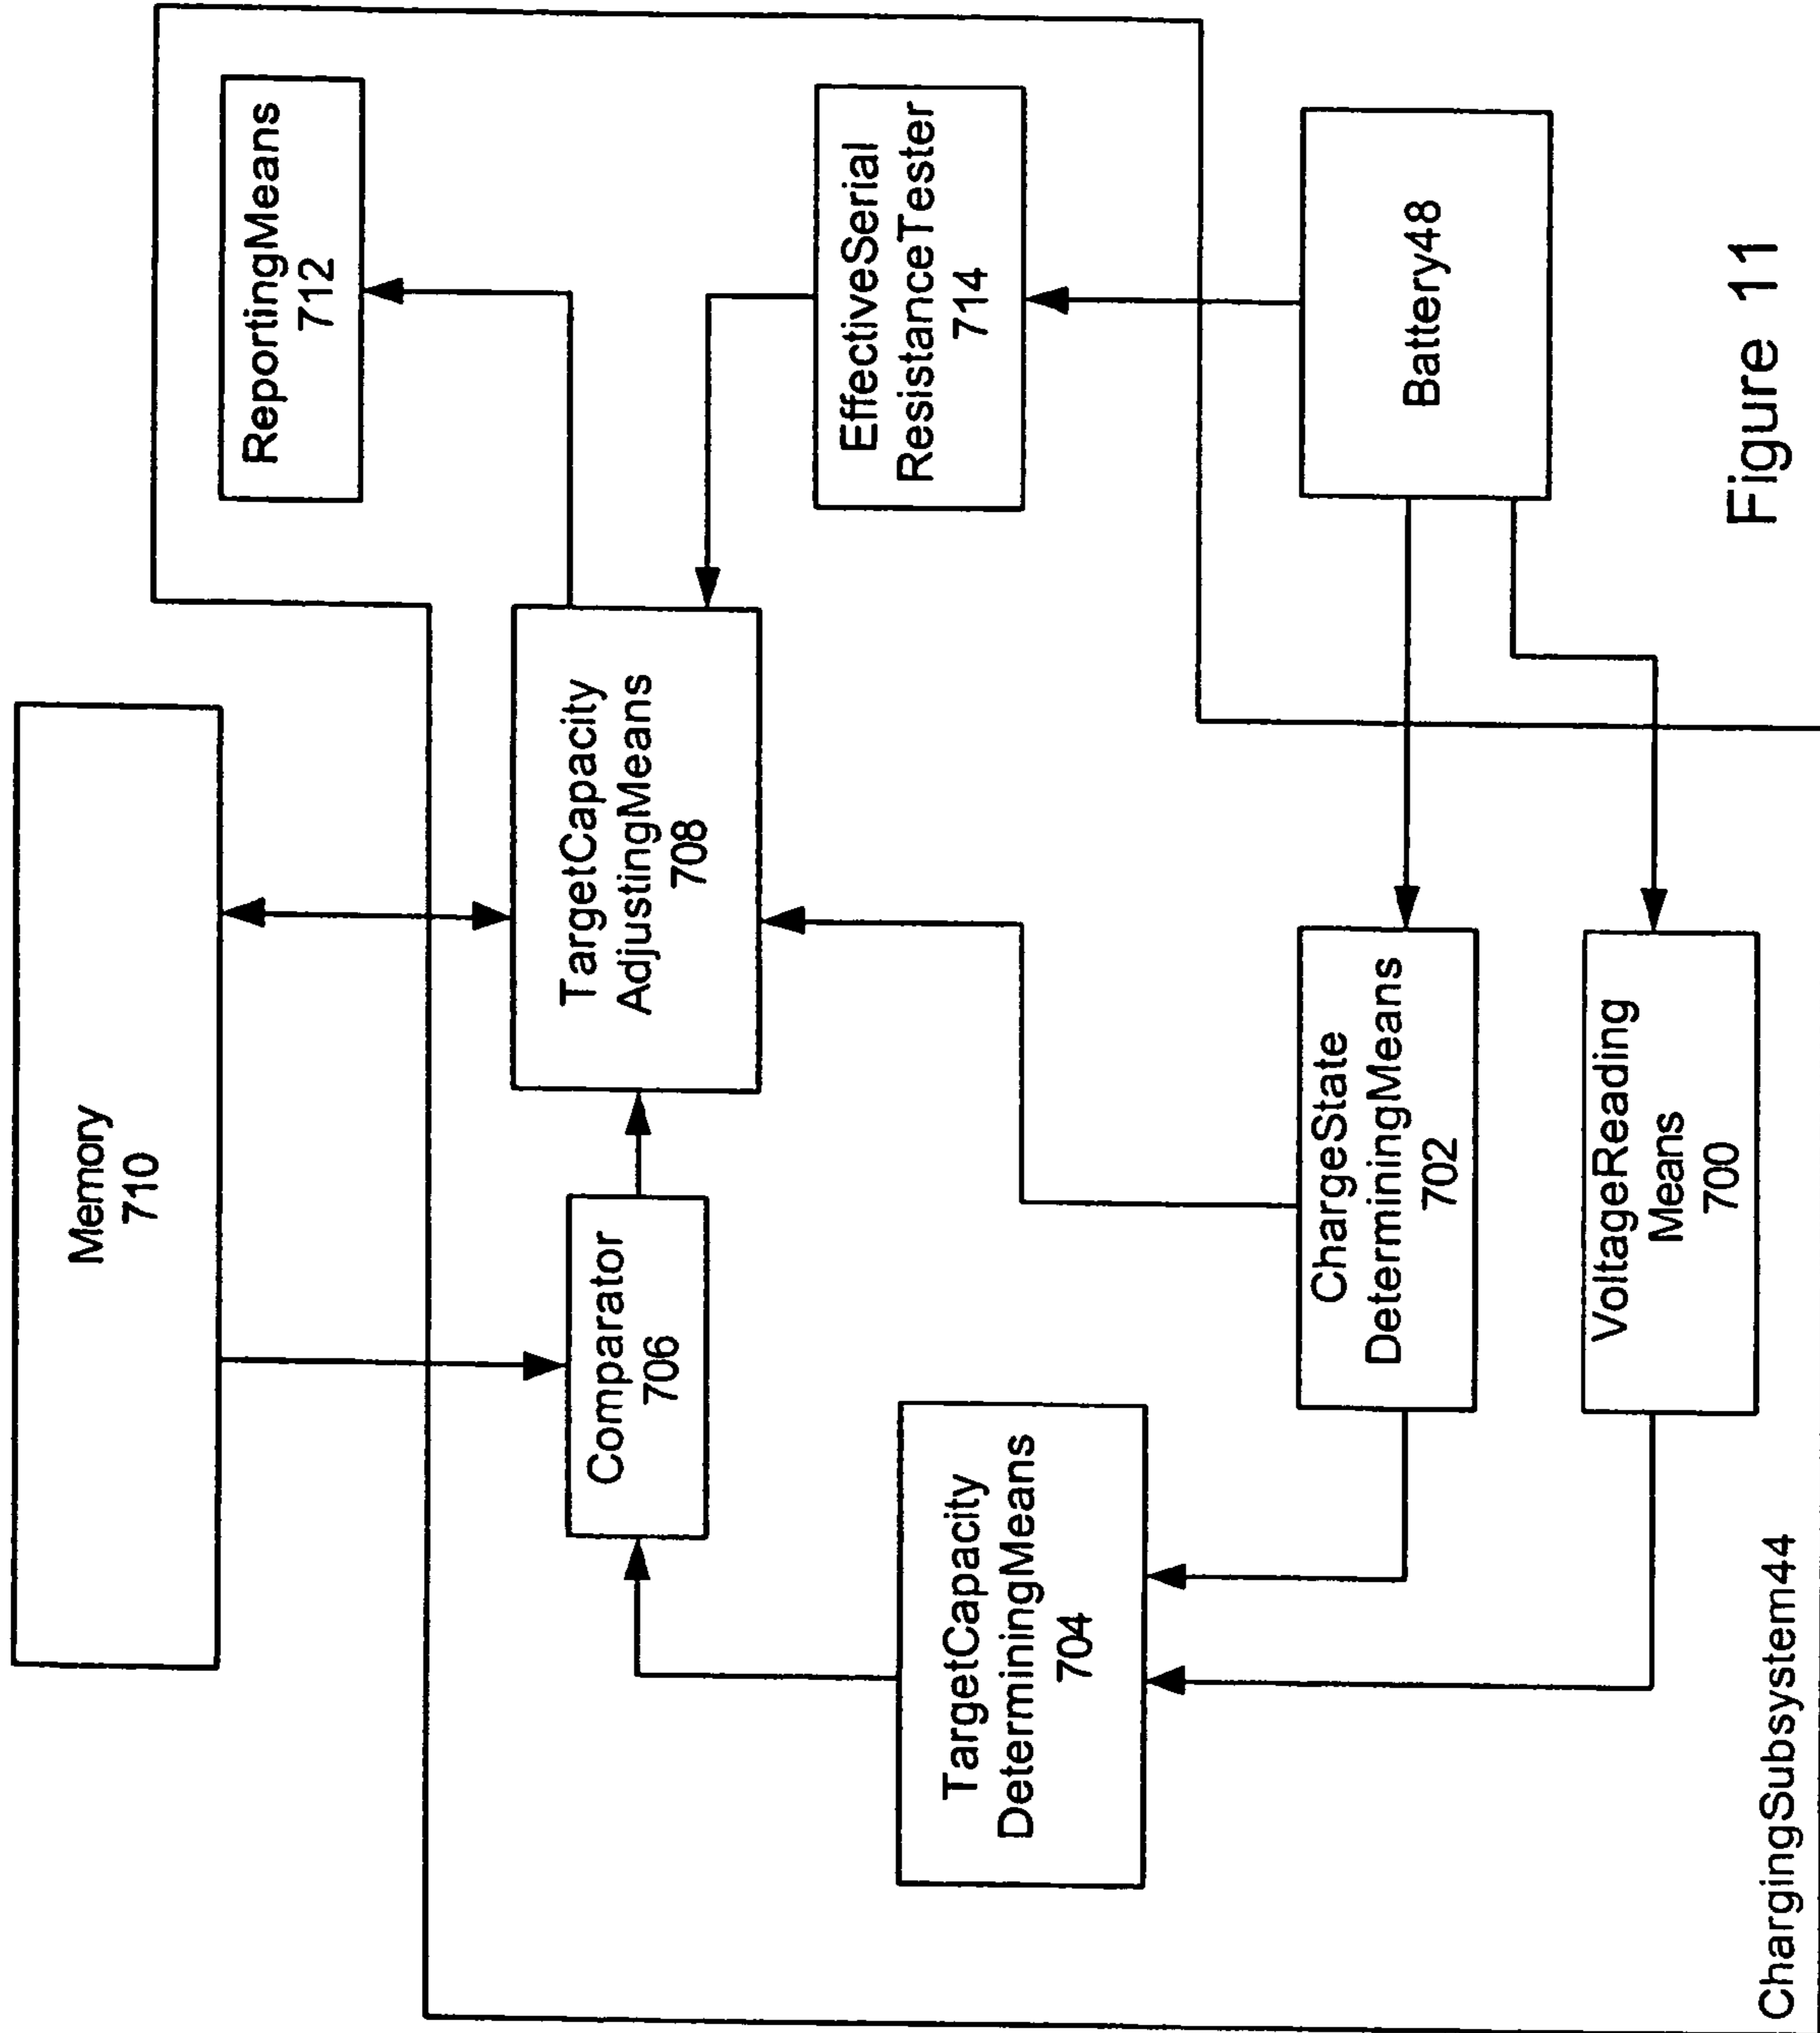 Memory
710
ReportingMeans
712
Comparator
706
TargetCapacity
AdjustingMeans
708
TargetCapacity
DeterminingMeans
704
EffectiveSerial
ResistanceTester
714
ChargeState
DeterminingMeans
702
Battery48
VoltageReading
Means
700
ChargingSubsystem44
Figure 11